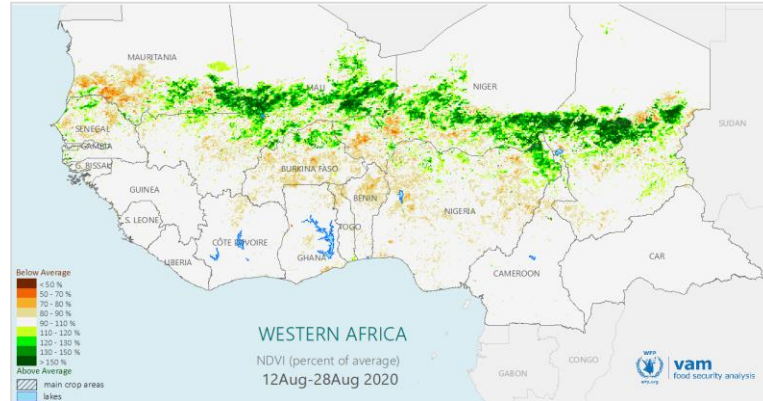 MAURITANIA
MALI
NIGER
SUDAN
SENEGAL
GAMBIA
G. BISSAU
BURKINA FASO
GUINEA
BENIN
NIGERIA
S. LEONE
CÔTE D'IVOIRE
TOGO
GHANA
LIBERIA
CAMEROON
CAR
Below Average
<50 %
50 - 70 %
70 - 80 %
80 - 90 %
90 - 110 %
110 - 120 %
120 - 130 %
130 - 150 %
>150 %
Above Average
main crop areas
lakes
WESTERN AFRICA
NDVI (percent of average)
12Aug-28Aug 2020
GABON
CONGO
WFP
wfp.org
vam
food security analysis